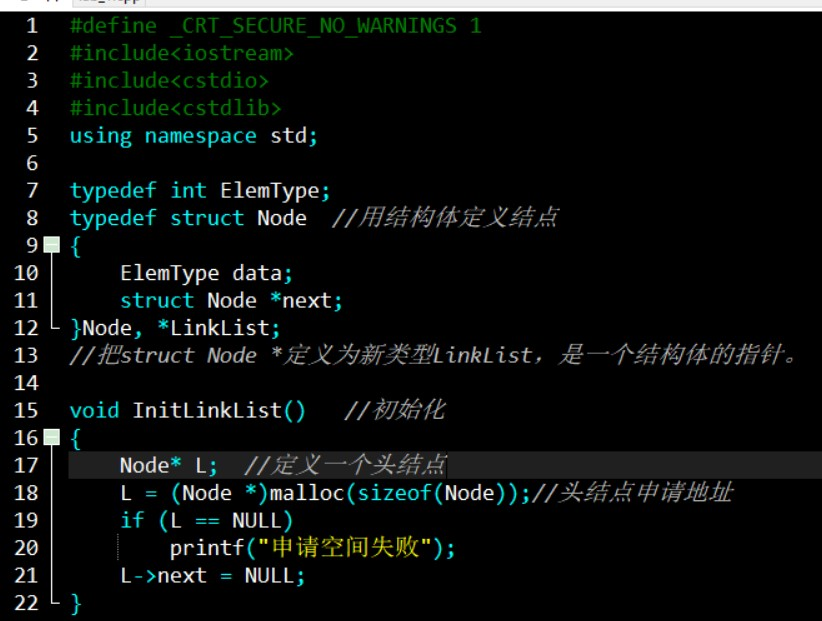 1 #define _CRT_SECURE_NO_WARNINGS 1
2 #include<iostream>
3 #include<cstdio>
4 #include<cstdlib>
5 using namespace std;
6
7 typedef int ElemType;
8 typedef struct Node  //用结构体定义结点
9 {
10     ElemType data;
11     struct Node *next;
12 }Node, *LinkList;
13 //把struct Node *定义为新类型LinkList，是一个结构体的指针。
14
15 void InitLinkList()   //初始化
16 {
17     Node* L;  //定义一个头结点
18     L = (Node *)malloc(sizeof(Node));//头结点申请地址
19     if (L == NULL)
20         printf("申请空间失败");
21     L->next = NULL;
22 }